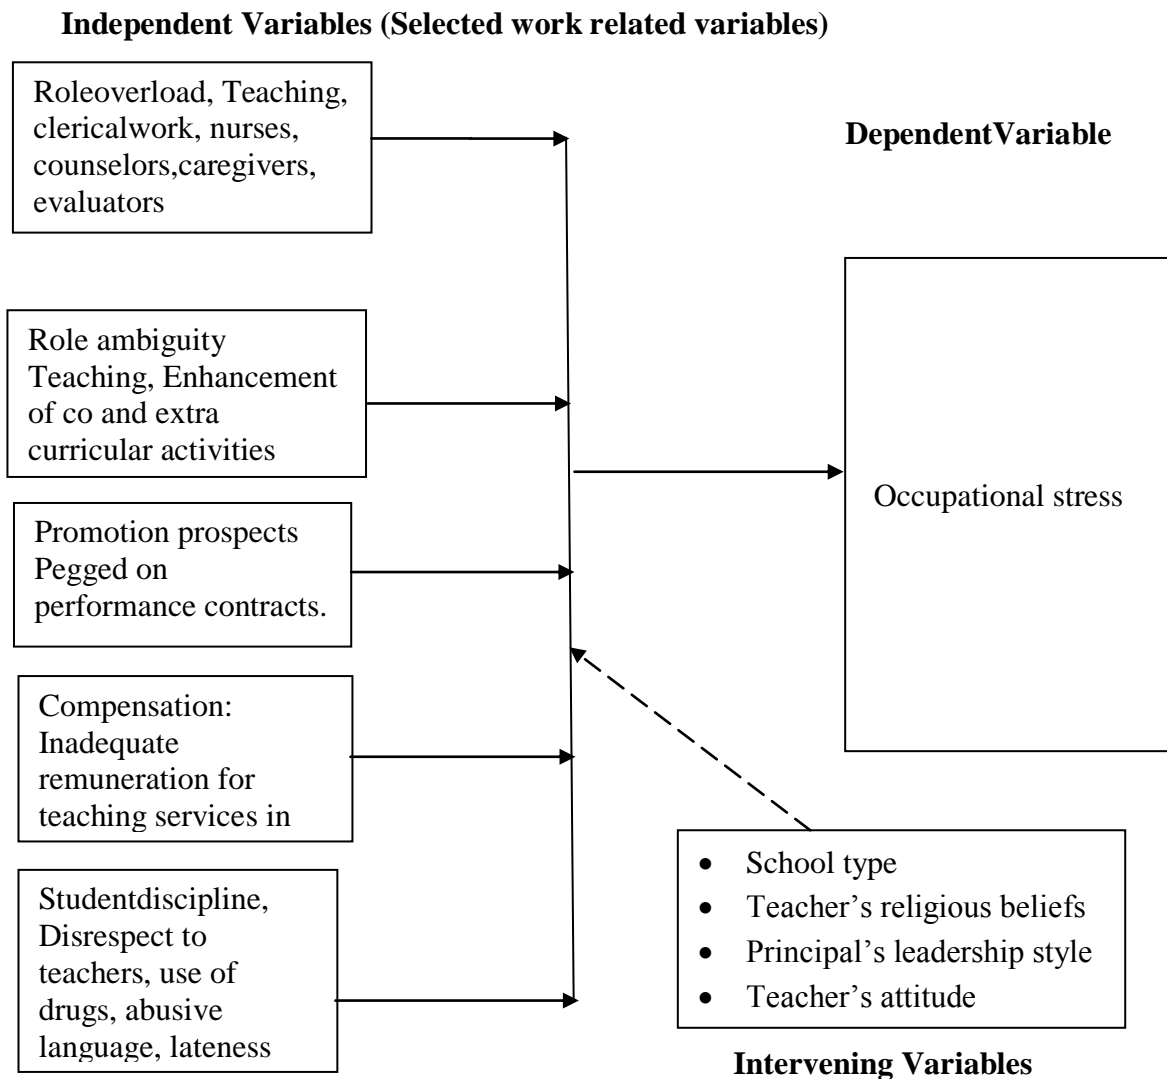 Independent Variables (Selected work related variables)
Roleoverload, Teaching,
clericalwork, nurses,
counselors,caregivers,
evaluators
DependentVariable
Role ambiguity
Teaching, Enhancement
of co and extra
curricular activities
Occupational stress
Promotion prospects
Pegged on
performance contracts.
Compensation:
Inadequate
remuneration for
teaching services in
• School type
• Teacher’s religious beliefs
• Principal’s leadership style
• Teacher’s attitude
Studentdiscipline,
Disrespect to
teachers, use of
drugs, abusive
language, lateness
Intervening Variables